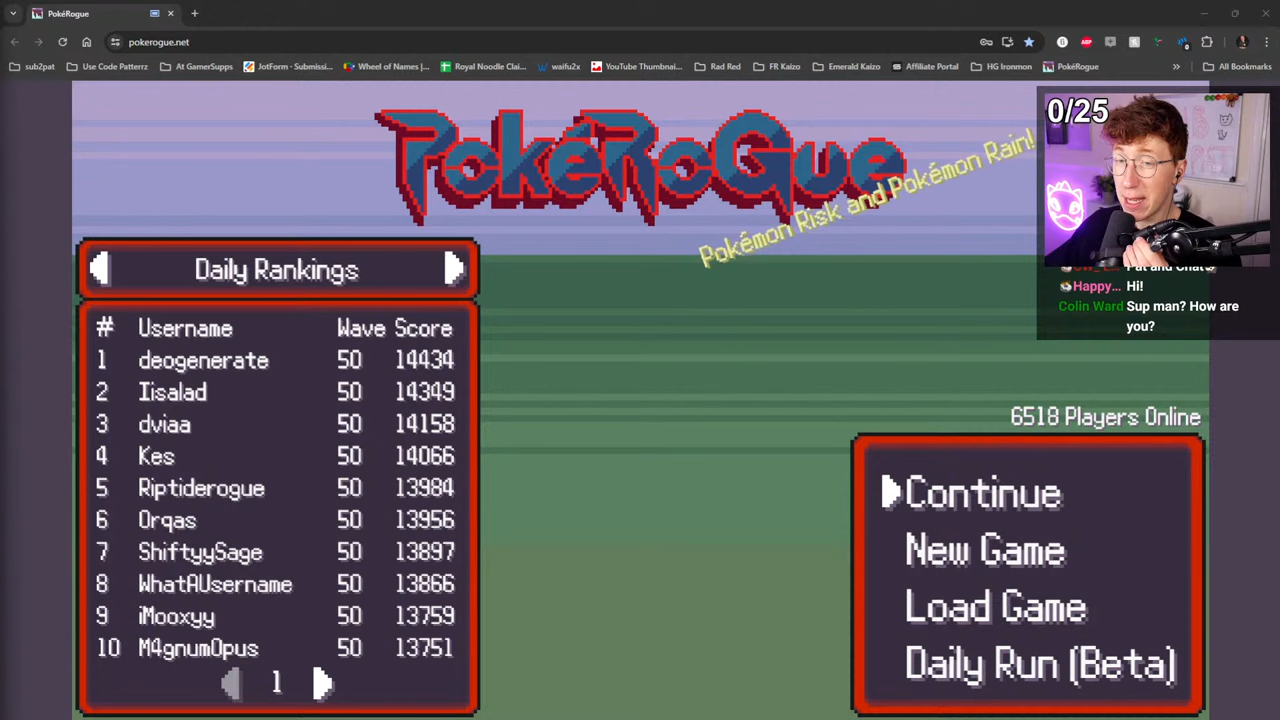 PokéRogue
pokerogue.net
sub2pat
Use Code Patterrz
At GamerSupps
JotForm - Submissi...
Wheel of Names |...
Royal Noodle Clai...
waifu2x
YouTube Thumbnai...
Rad Red
FR Kaizo
Emerald Kaizo
Affiliate Portal
HG Ironmon
PokéRogue
»
All Bookmarks
PokéRogue
Pokémon Risk and Pokémon Rain!
0/25
Pat and Chat
Happy... Hi!
Colin Ward Sup man? How are
you?
Daily Rankings
# Username Wave Score
1 deogenerate 50 14434
2 Iisalad 50 14349
3 dviaa 50 14158
4 Kes 50 14066
5 Riptiderogue 50 13984
6 Orqas 50 13956
7 ShiftyySage 50 13897
8 WhatAUsername 50 13866
9 iMooxyy 50 13759
10 M4gnumOpus 50 13751
1
6518 Players Online
Continue
New Game
Load Game
Daily Run (Beta)